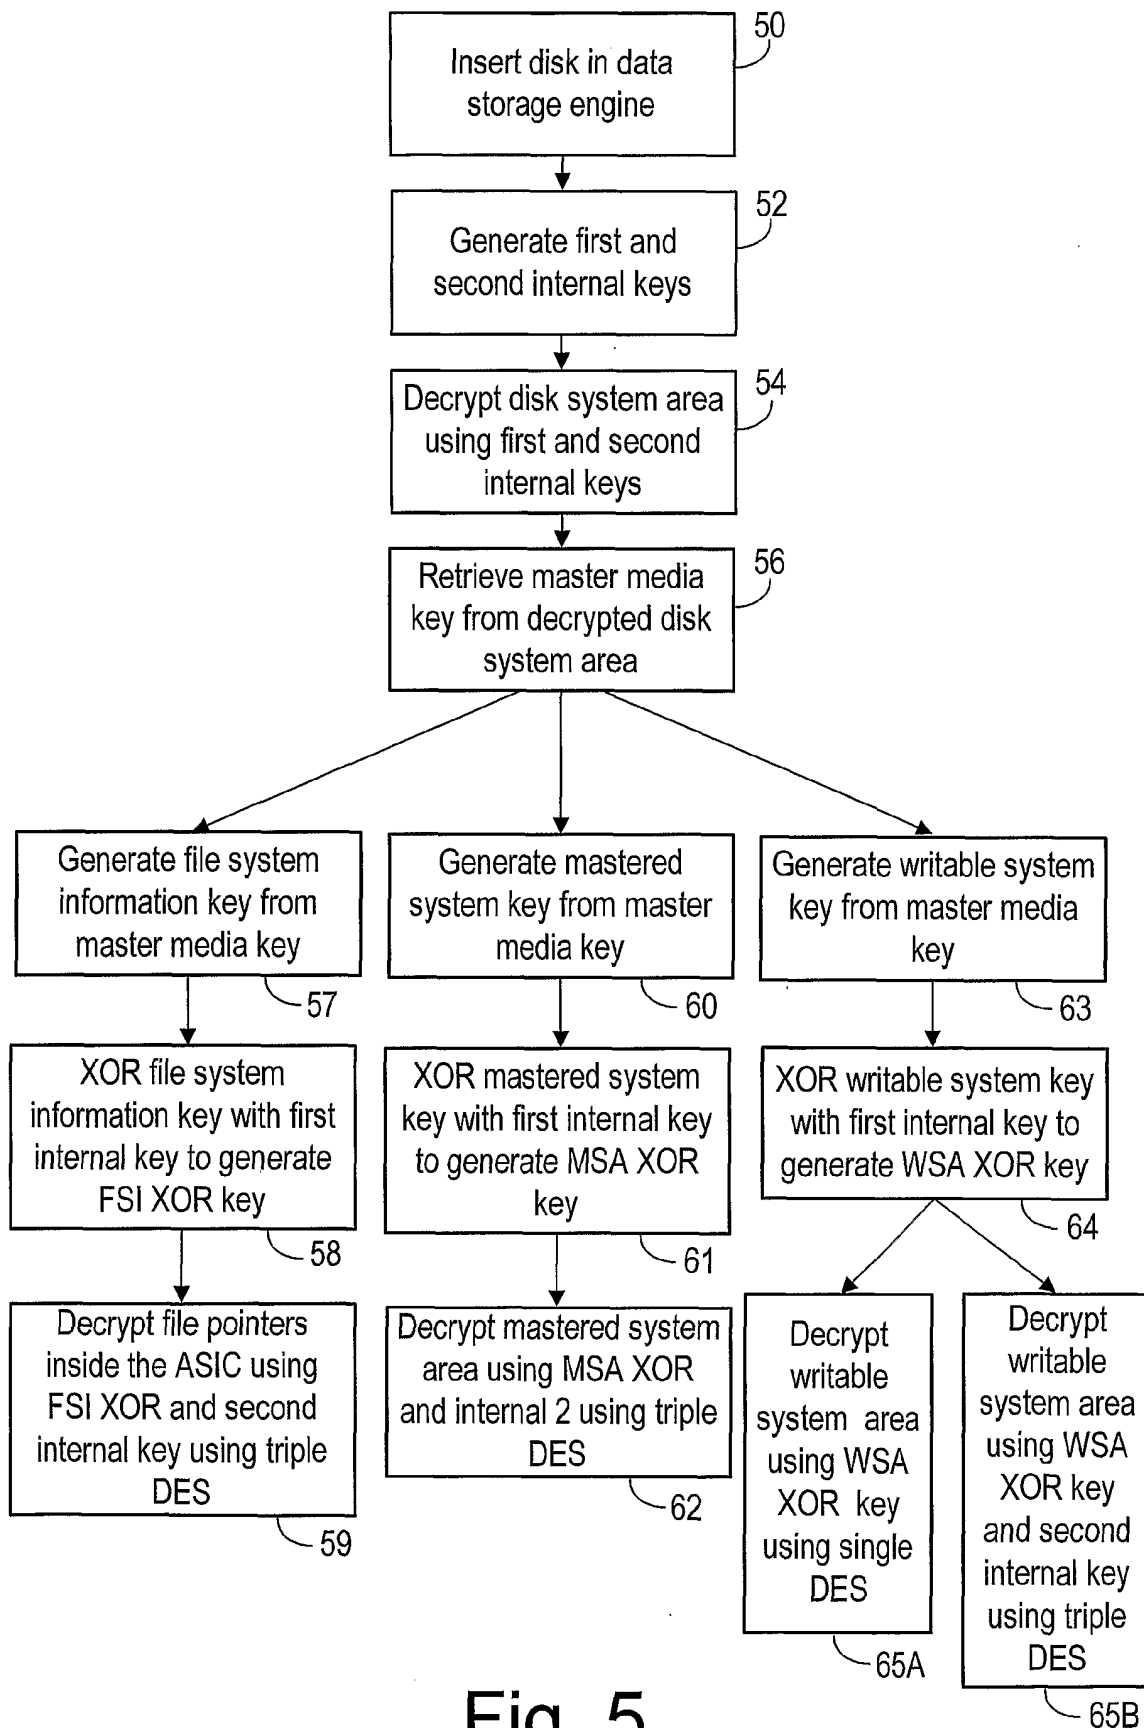 50
Insert disk in data
storage engine
52
Generate first and
second internal keys
54
Decrypt disk system area
using first and second
internal keys
56
Retrieve master media
key from decrypted disk
system area
Generate file system
information key from
master media key
57
Generate mastered
system key from master
media key
60
Generate writable system
key from master media
key
63
XOR file system
information key with first
internal key to generate
FSI XOR key
58
XOR mastered system
key with first internal key
to generate MSA XOR
key
61
XOR writable system key
with first internal key to
generate WSA XOR key
64
Decrypt file pointers
inside the ASIC using
FSI XOR and second
internal key using triple
DES
59
Decrypt mastered system
area using MSA XOR
and internal 2 using triple
DES
62
Decrypt
writable
system area
using WSA
XOR key
using single
DES
65A
Decrypt
writable
system area
using WSA
XOR key
and second
internal key
using triple
DES
65B
Fig. 5